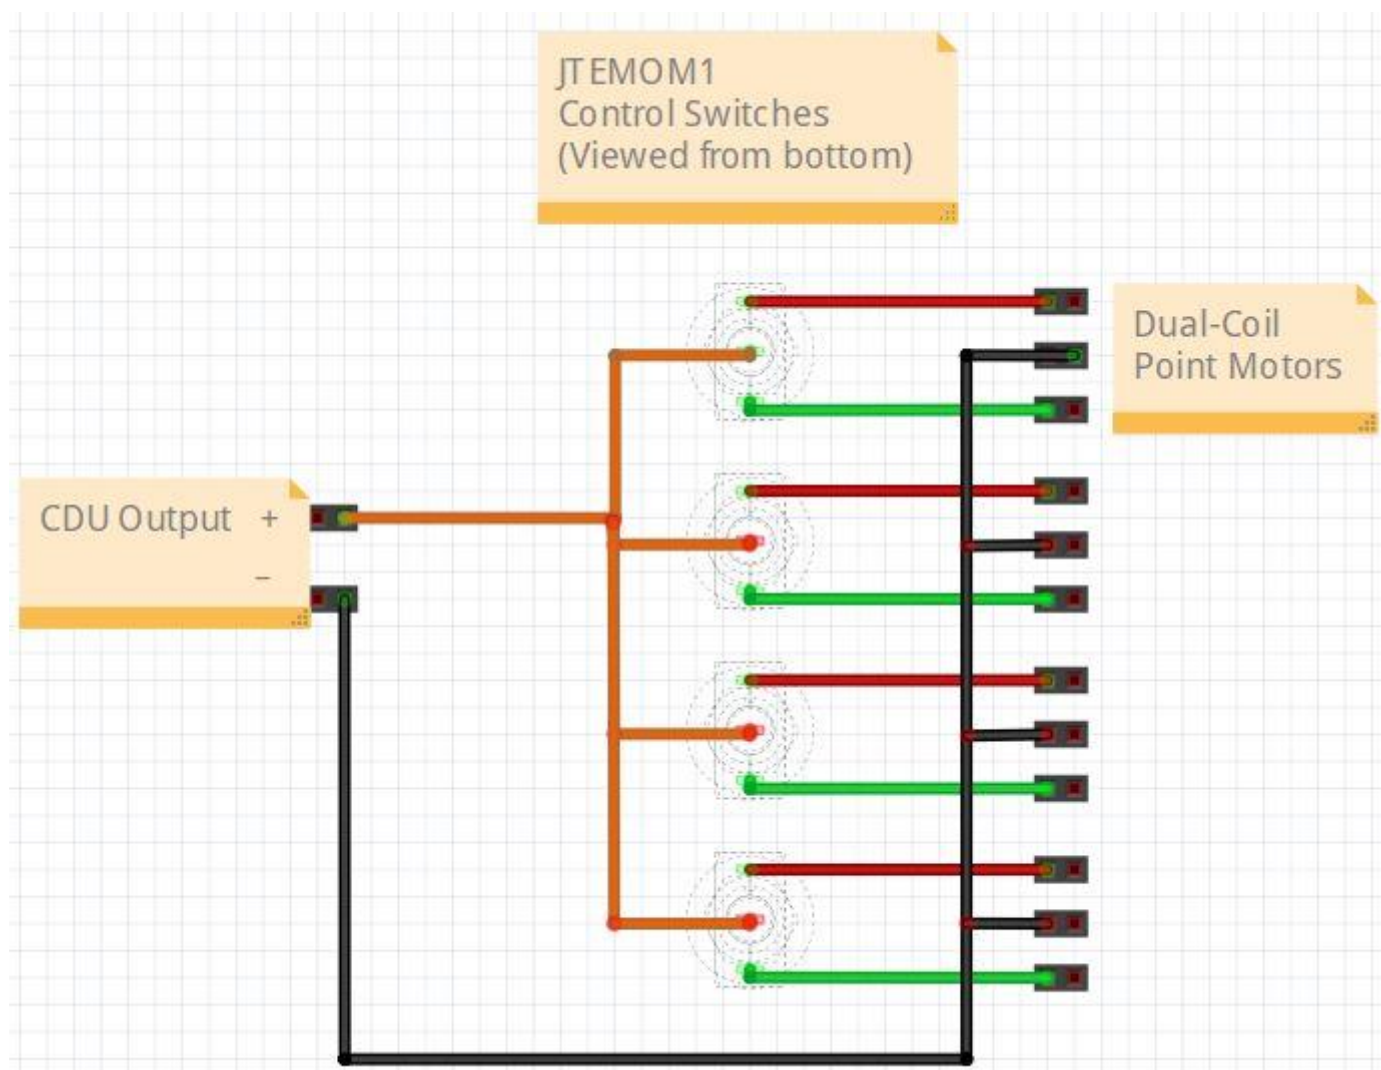 JTEMOM1
Control Switches
(Viewed from bottom)
Dual-Coil
Point Motors
CDU Output +
–